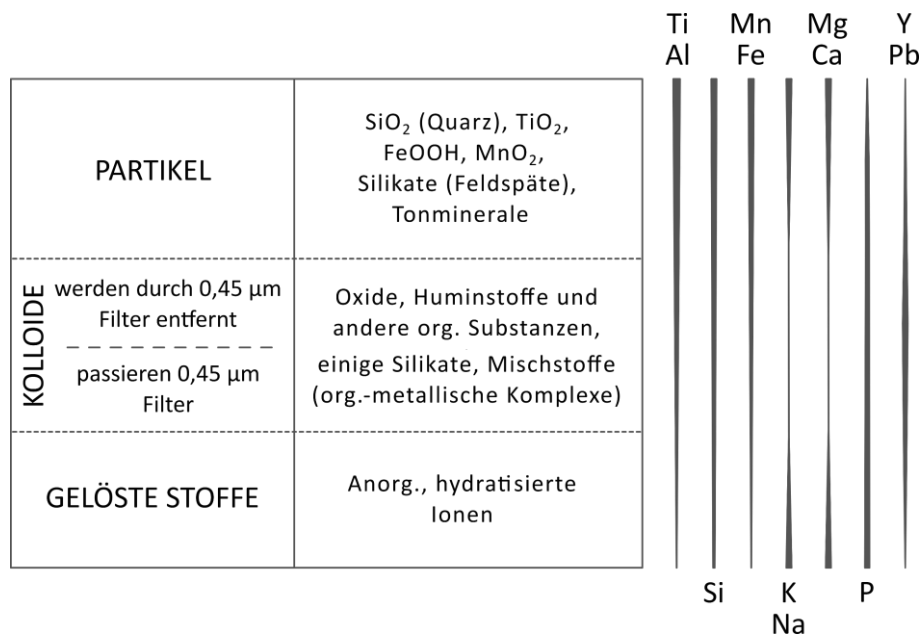 Ti Mn Mg Y
Al Fe Ca Pb
PARTIKEL
SiO₂ (Quarz), TiO₂,
FeOOH, MnO₂,
Silikate (Feldspäte),
Tonminerale
KOLLOIDE
werden durch 0,45 µm
Filter entfernt
passieren 0,45 µm
Filter
Oxide, Huminstoffe und
andere org. Substanzen,
einige Silikate, Mischstoffe
(org.-metallische Komplexe)
GELÖSTE STOFFE
Anorg., hydratisierte
Ionen
Si K P
Na